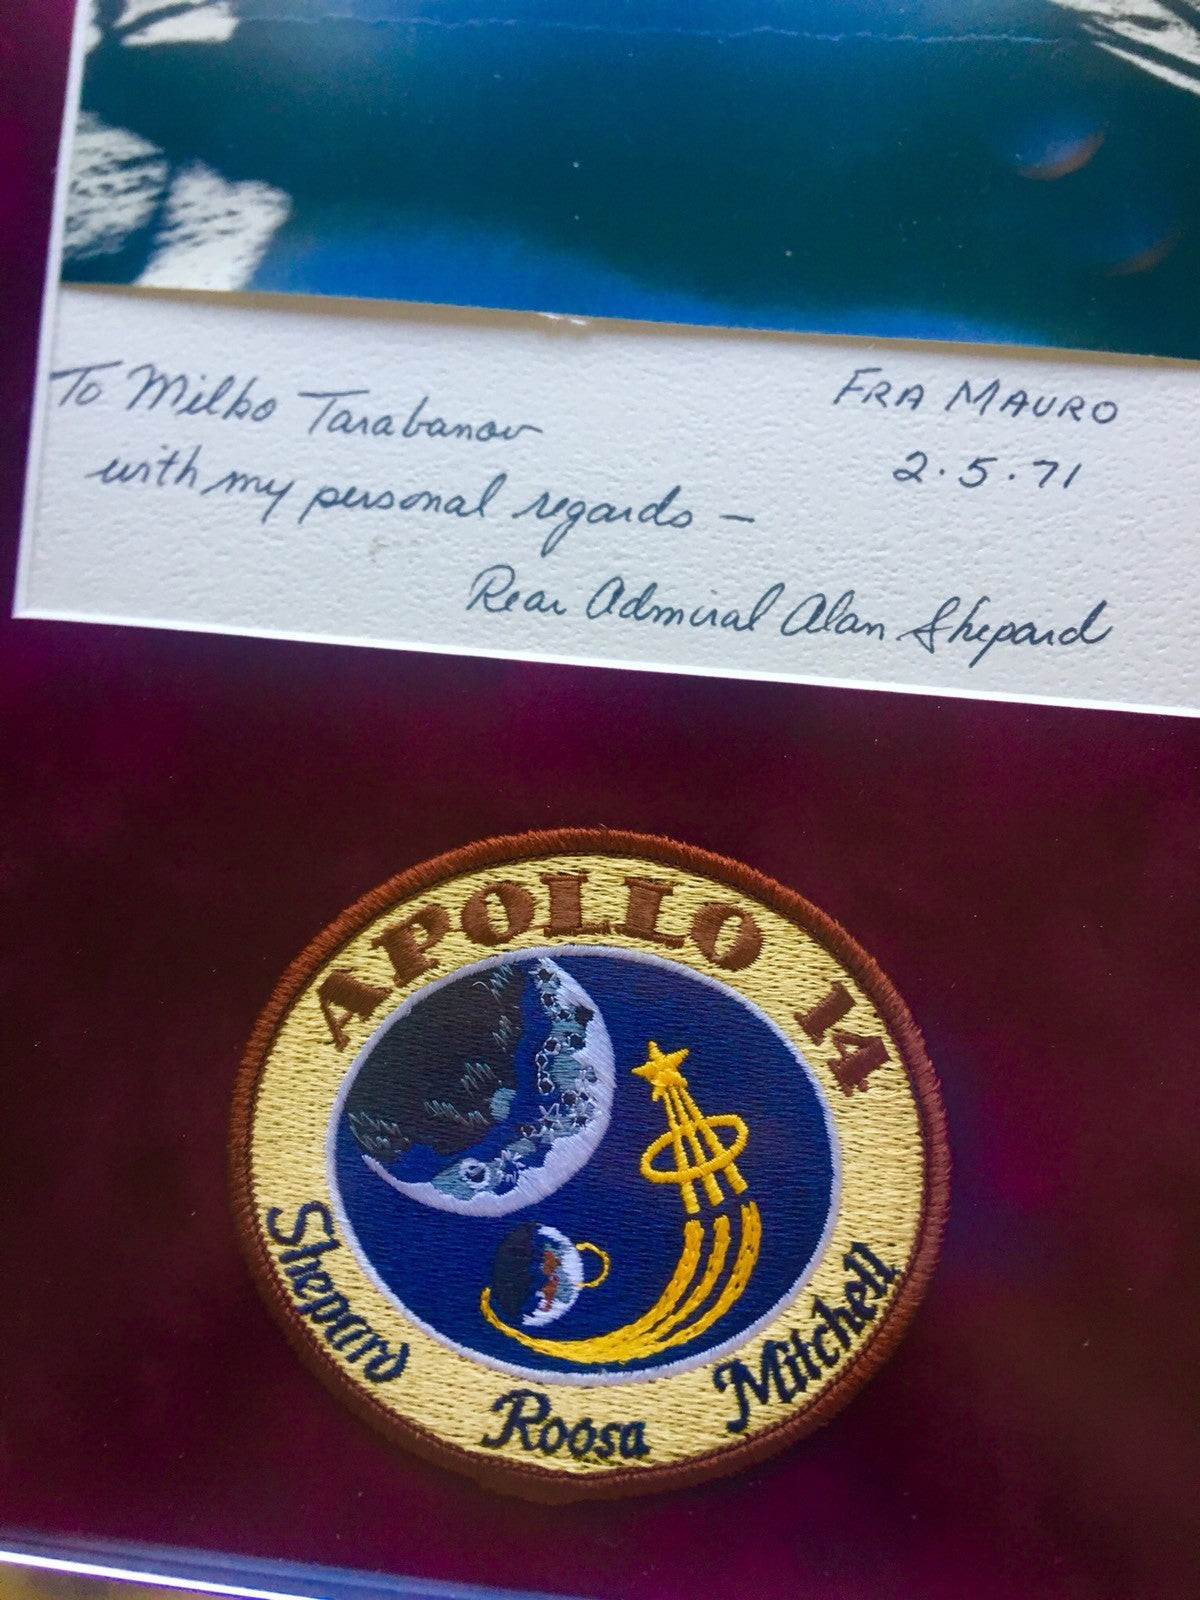 To Milko Tarabanov
with my personal regards –
Rear Admiral Alan Shepard
FRA MAURO
2·5·71
APOLLO 14
Shepard
Roosa
Mitchell